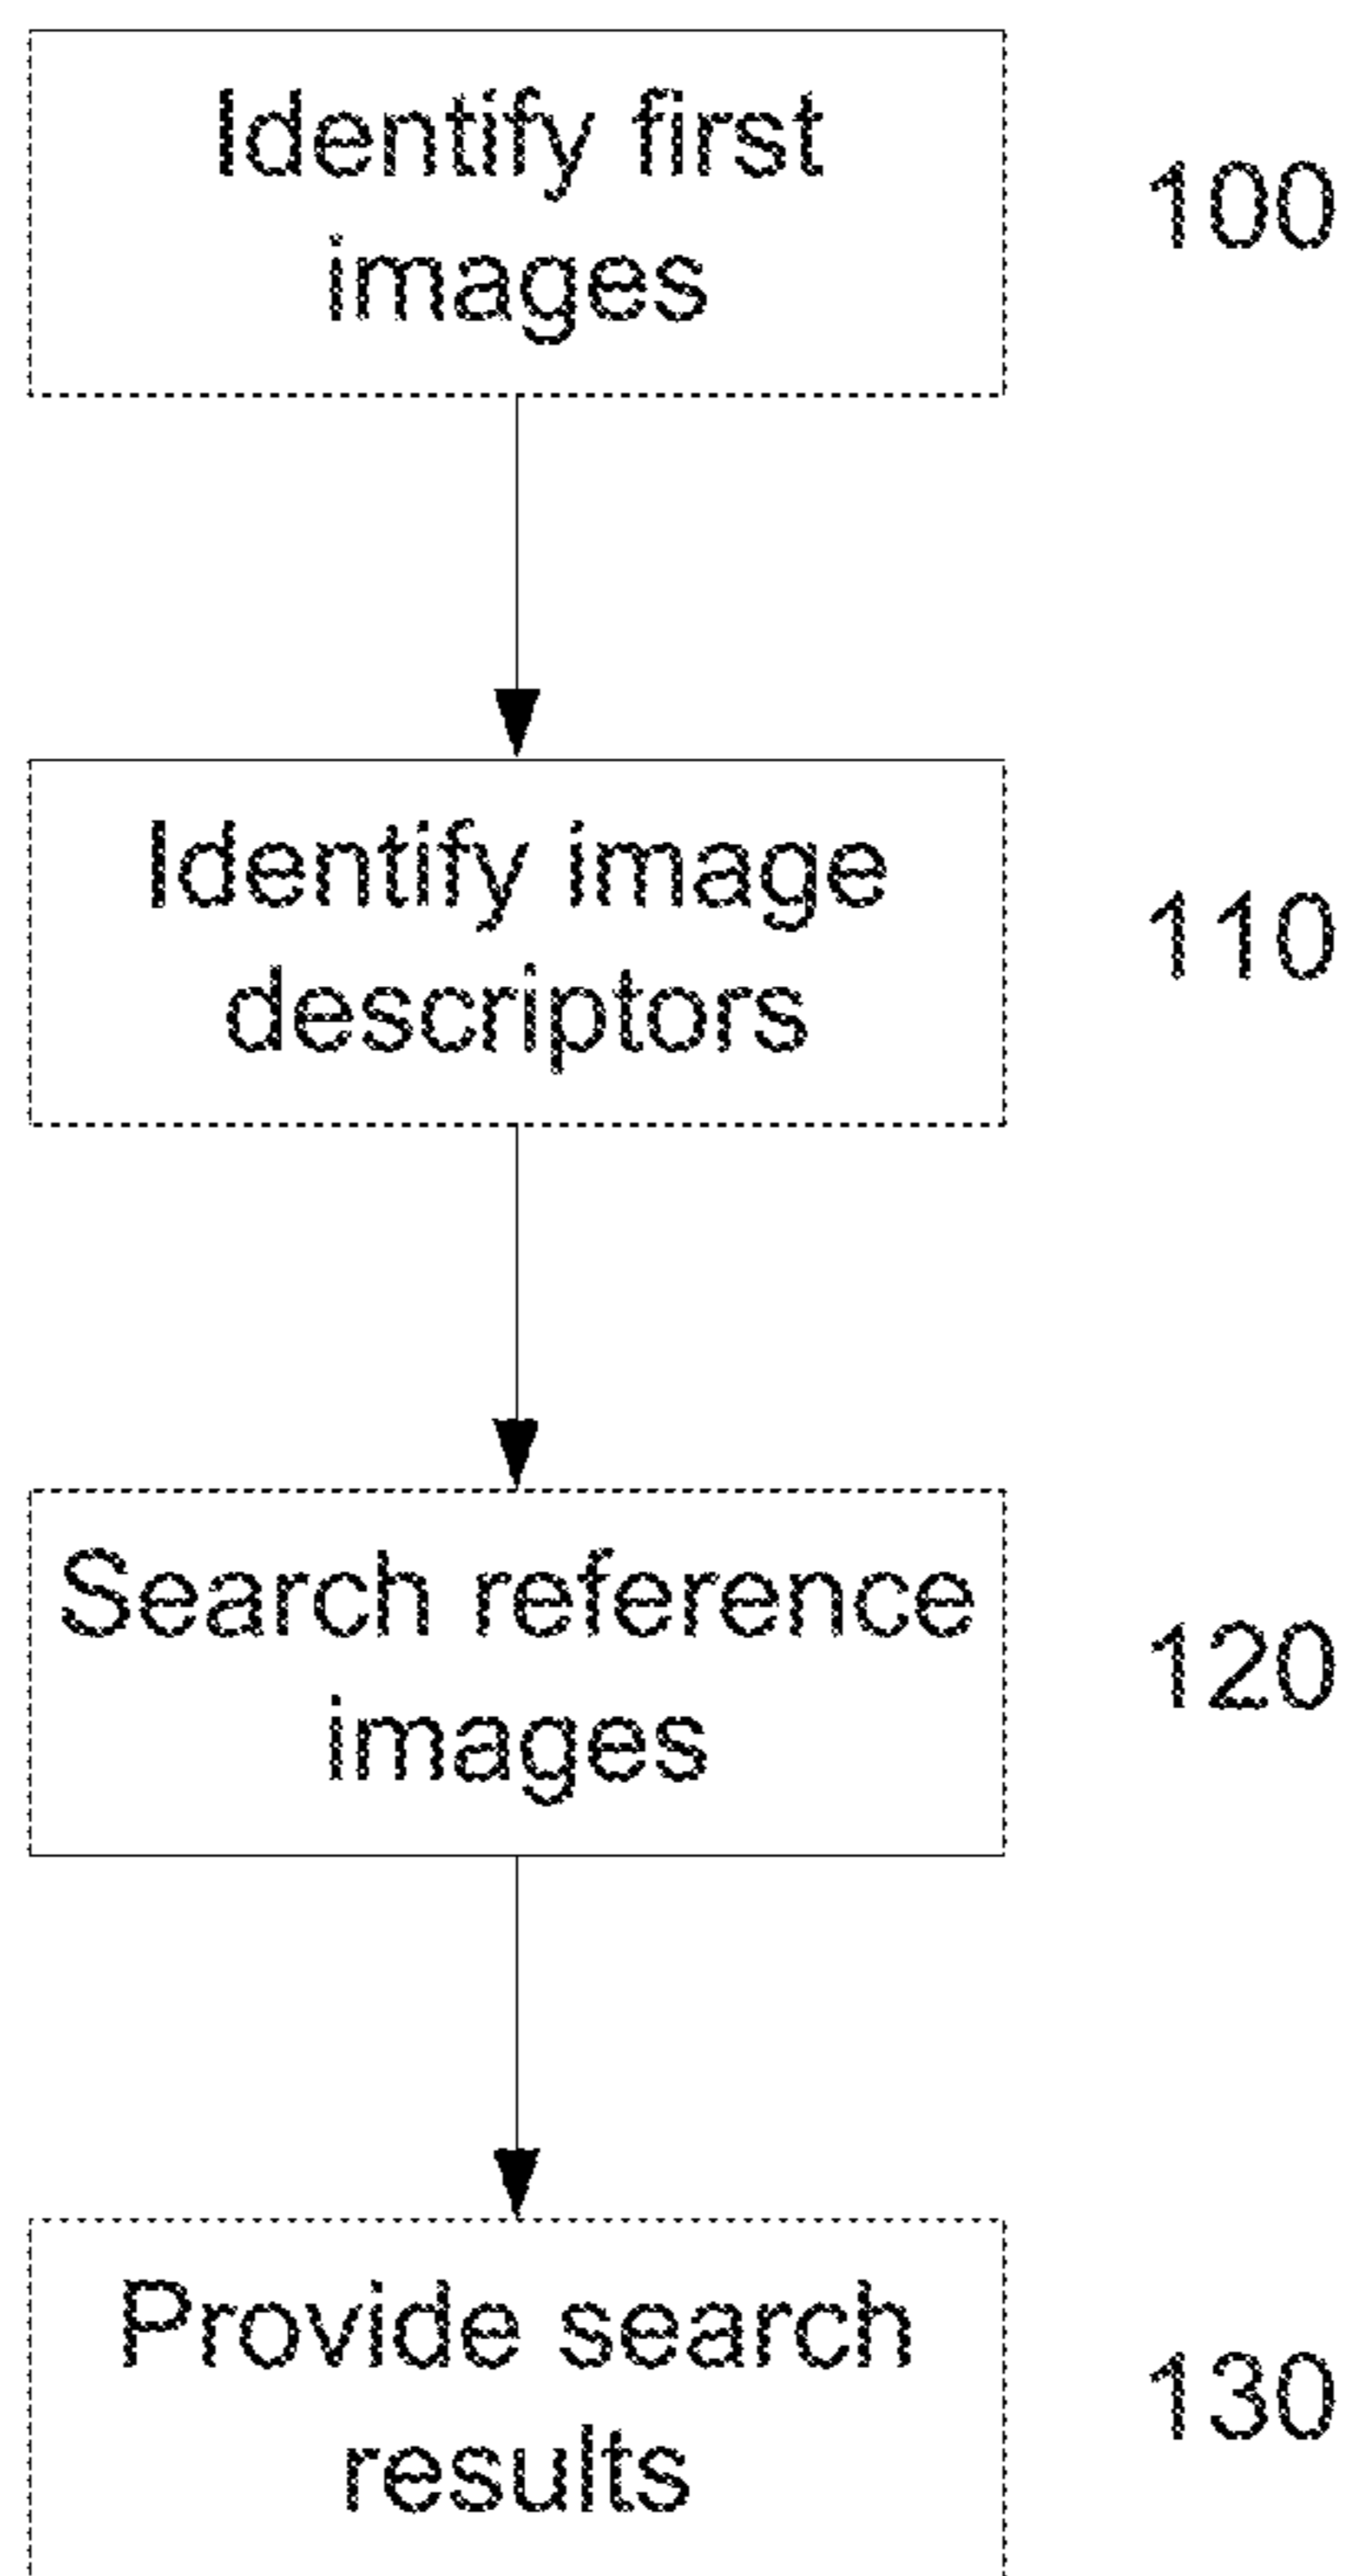 Identify first
images
100
Identify image
descriptors
110
Search reference
images
120
Provide search
results
130